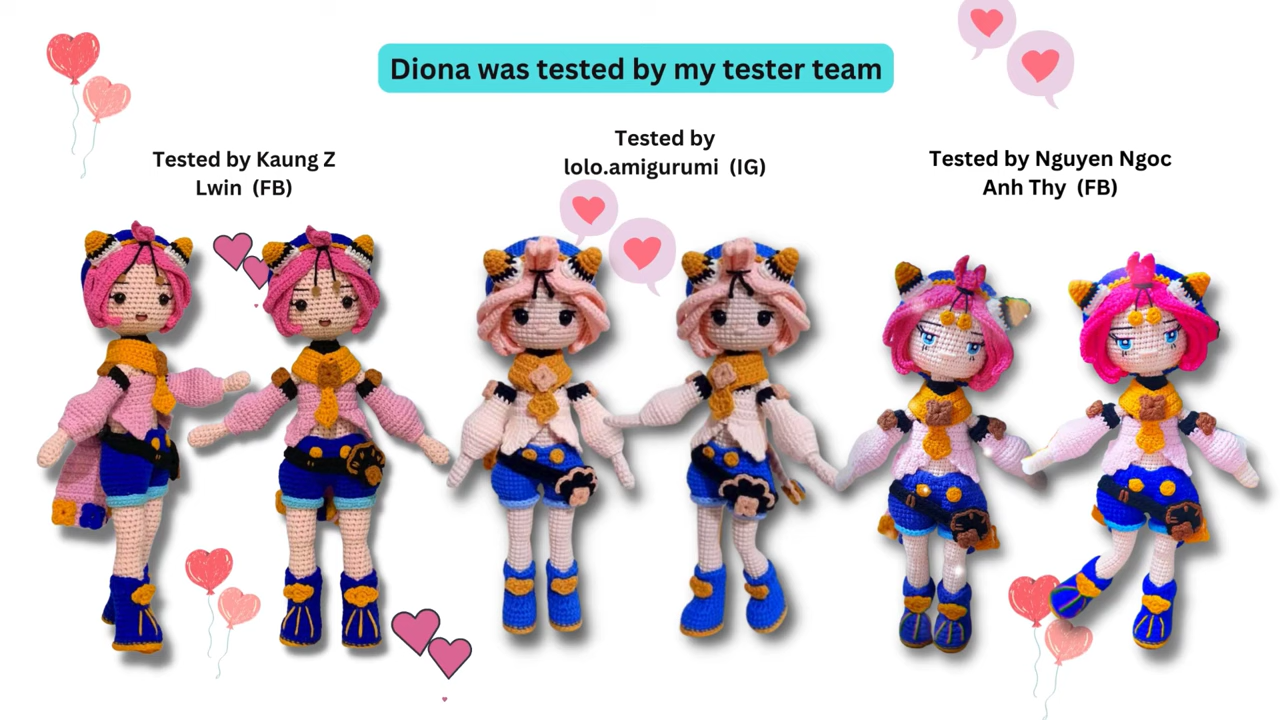 Diona was tested by my tester team
Tested by Kaung Z
Lwin (FB)
Tested by
lolo.amigurumi (IG)
Tested by Nguyen Ngoc
Anh Thy (FB)